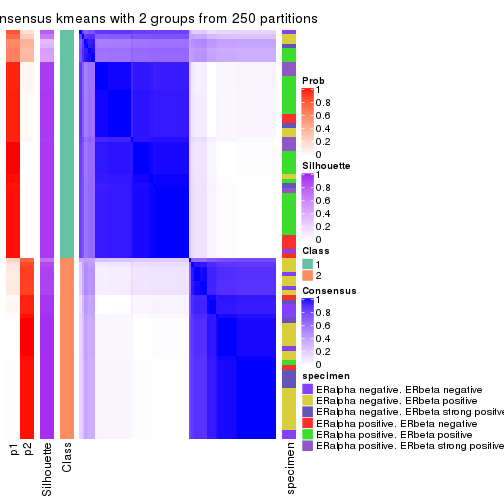 nsensus kmeans with 2 groups from 250 partitions
Prob
1
0.8
0.6
0.4
0.2
0
Silhouette
1
0.8
0.6
0.4
0.2
0
Class
1
2
Consensus
1
0.8
0.6
0.4
0.2
0
specimen
ERalpha negative. ERbeta negative
ERalpha negative. ERbeta positive
ERalpha negative. ERbeta strong positive
ERalpha positive. ERbeta negative
ERalpha positive. ERbeta positive
ERalpha positive. ERbeta strong positive
p1
p2
Silhouette
Class
specimen